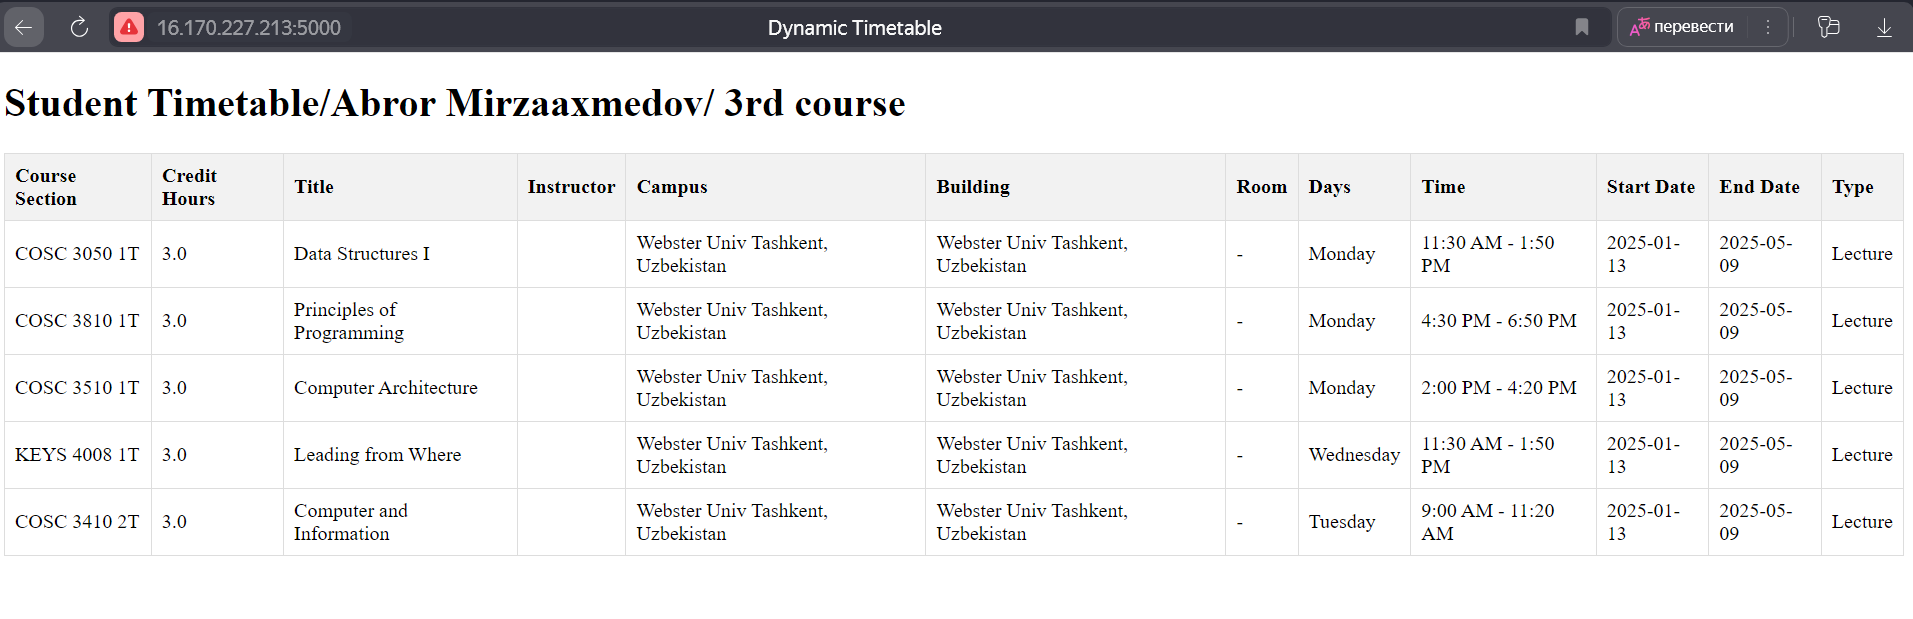 16.170.227.213:5000
Dynamic Timetable
перевести
Student Timetable/Abror Mirzaaxmedov/ 3rd course
Course Section Credit Hours Title Instructor Campus Building Room Days Time Start Date End Date Type
COSC 3050 1T 3.0 Data Structures I Webster Univ Tashkent, Uzbekistan Webster Univ Tashkent, Uzbekistan - Monday 11:30 AM - 1:50 PM 2025-01-13 2025-05-09 Lecture
COSC 3810 1T 3.0 Principles of Programming Webster Univ Tashkent, Uzbekistan Webster Univ Tashkent, Uzbekistan - Monday 4:30 PM - 6:50 PM 2025-01-13 2025-05-09 Lecture
COSC 3510 1T 3.0 Computer Architecture Webster Univ Tashkent, Uzbekistan Webster Univ Tashkent, Uzbekistan - Monday 2:00 PM - 4:20 PM 2025-01-13 2025-05-09 Lecture
KEYS 4008 1T 3.0 Leading from Where Webster Univ Tashkent, Uzbekistan Webster Univ Tashkent, Uzbekistan - Wednesday 11:30 AM - 1:50 PM 2025-01-13 2025-05-09 Lecture
COSC 3410 2T 3.0 Computer and Information Webster Univ Tashkent, Uzbekistan Webster Univ Tashkent, Uzbekistan - Tuesday 9:00 AM - 11:20 AM 2025-01-13 2025-05-09 Lecture